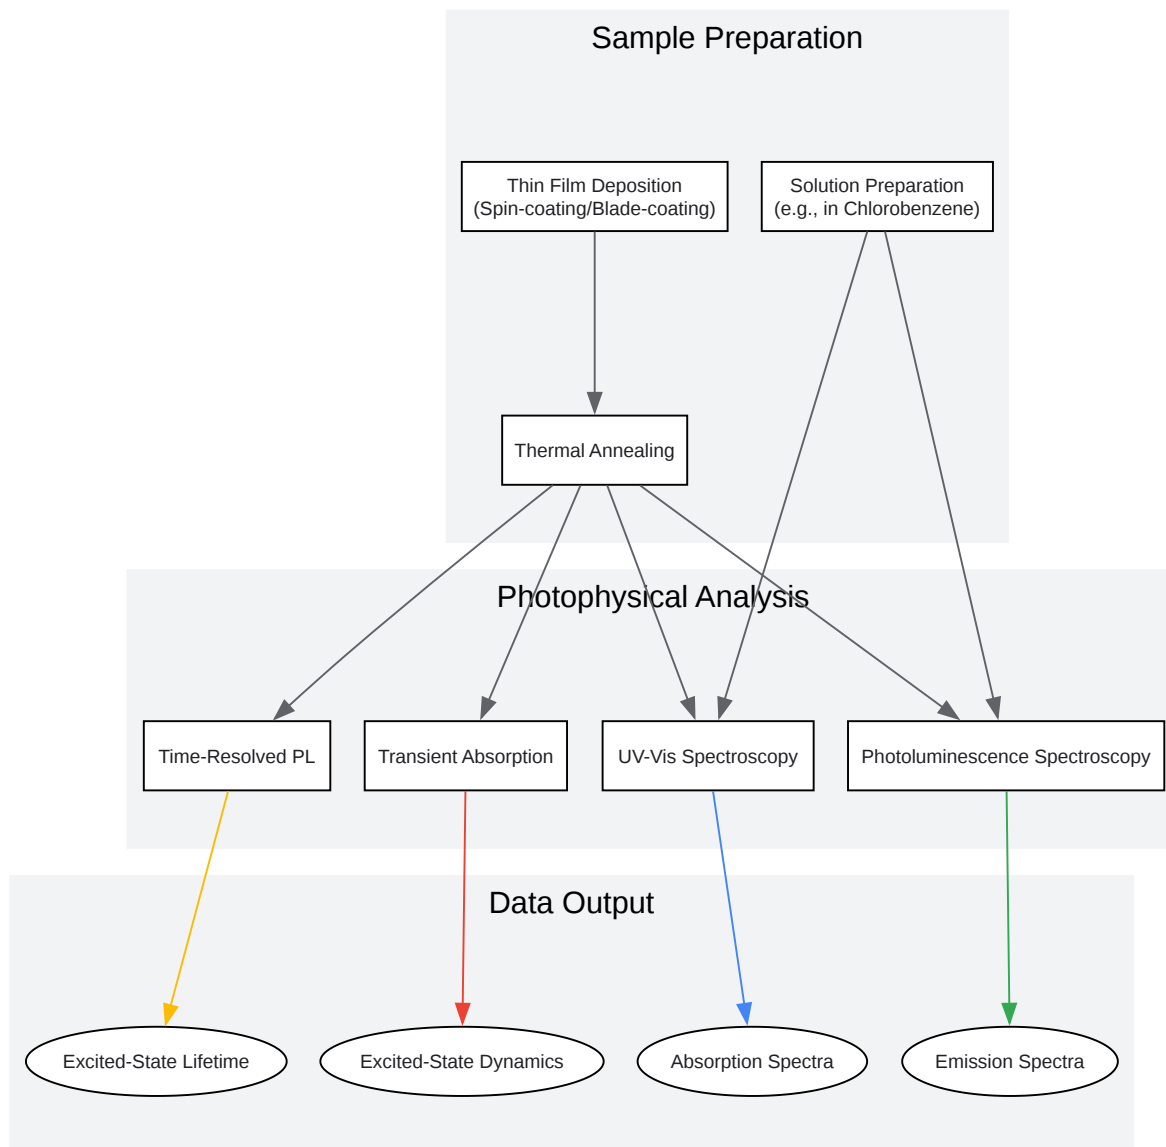 Sample Preparation
Thin Film Deposition
(Spin-coating/Blade-coating)
Solution Preparation
(e.g., in Chlorobenzene)
Thermal Annealing
Photophysical Analysis
Time-Resolved PL
Transient Absorption
UV-Vis Spectroscopy
Photoluminescence Spectroscopy
Data Output
Excited-State Lifetime
Excited-State Dynamics
Absorption Spectra
Emission Spectra